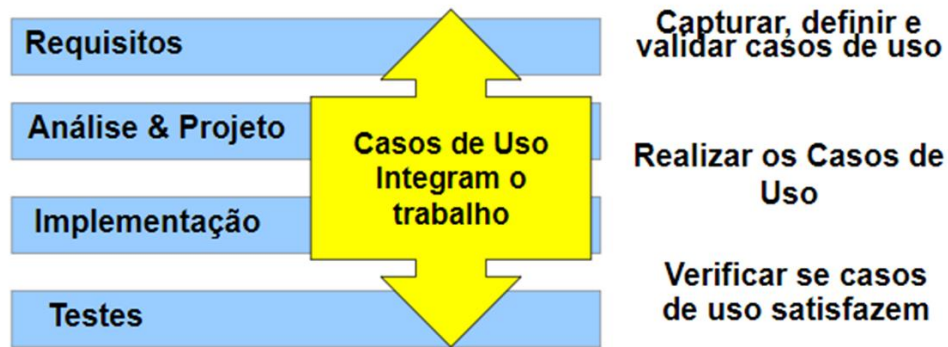 Requisitos
Capturar, definir e
validar casos de uso
Análise & Projeto
Casos de Uso
Integram o
trabalho
Realizar os Casos de
Uso
Implementação
Testes
Verificar se casos
de uso satisfazem